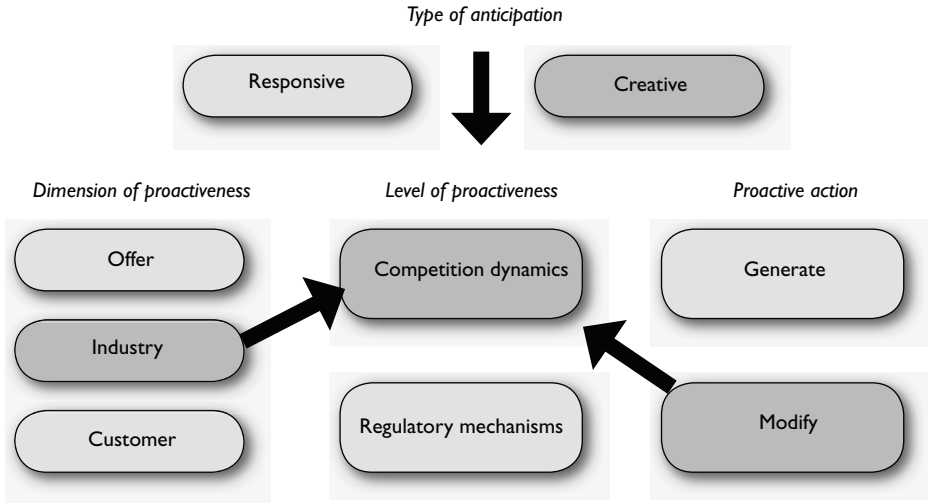 Type of anticipation
Responsive
Creative
Dimension of proactiveness
Level of proactiveness
Proactive action
Offer
Competition dynamics
Generate
Industry
Customer
Regulatory mechanisms
Modify